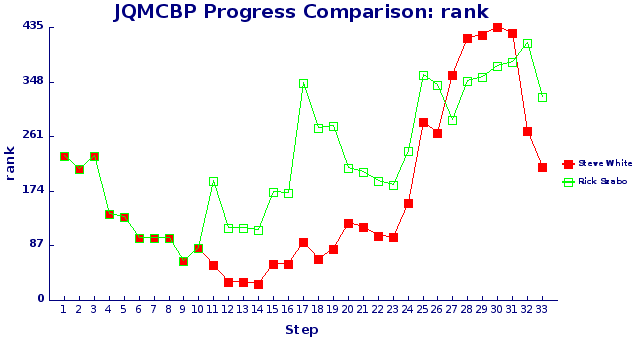 JQMCBP Progress Comparison: rank
435
348
261
174
87
0
rank
1 2 3 4 5 6 7 8 9 10 11 12 13 14 15 16 17 18 19 20 21 22 23 24 25 26 27 28 29 30 31 32 33
Step
Steve White
Rick Szabo